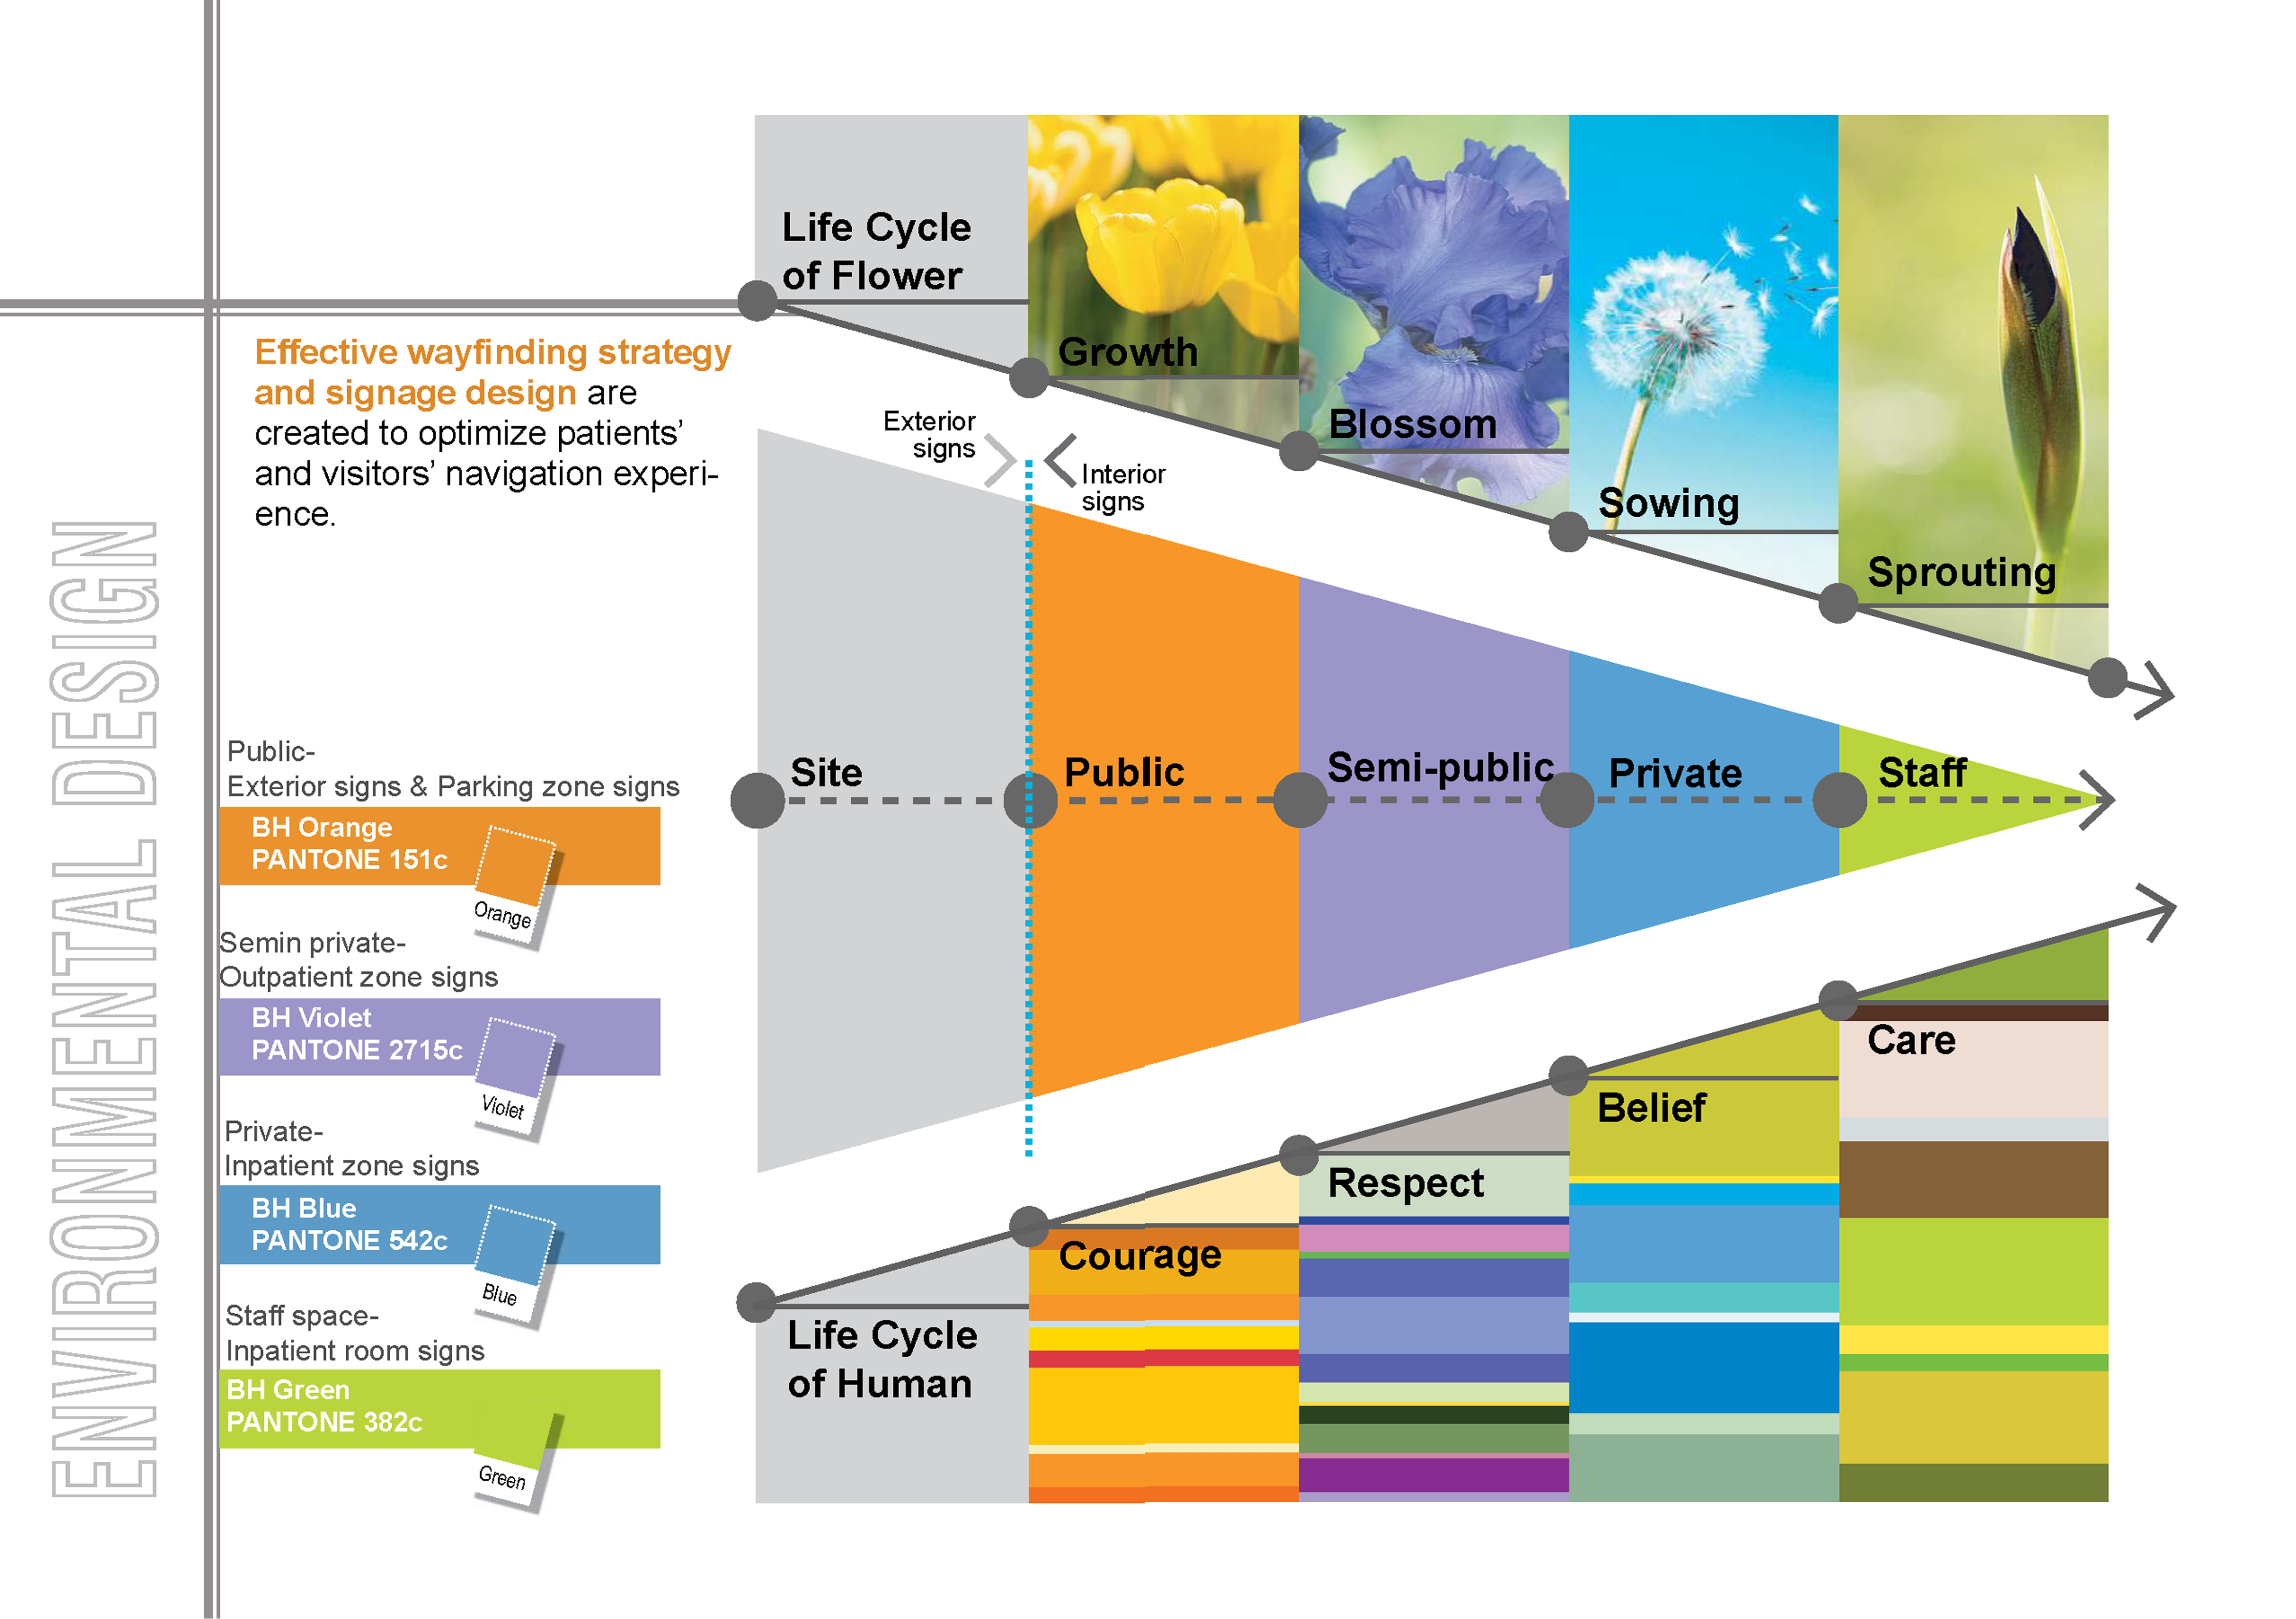 ENVIRONMENTAL DESIGN
Effective wayfinding strategy
and signage design are
created to optimize patients’
and visitors’ navigation experi-
ence.
Public-
Exterior signs & Parking zone signs
BH Orange
PANTONE 151c
Orange
Semin private-
Outpatient zone signs
BH Violet
PANTONE 2715c
Violet
Private-
Inpatient zone signs
BH Blue
PANTONE 542c
Blue
Staff space-
Inpatient room signs
BH Green
PANTONE 382c
Green
Life Cycle
of Flower
Growth
Blossom
Sowing
Sprouting
Exterior
signs
Interior
signs
Site
Public
Semi-public
Private
Staff
Life Cycle
of Human
Courage
Respect
Belief
Care